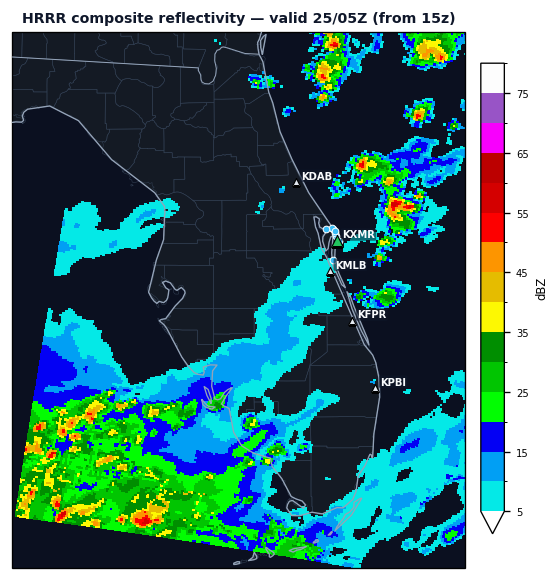 HRRR composite reflectivity — valid 25/05Z (from 15z)
75
65
55
45
35
25
15
5
dBZ
KDAB
KXMR
KMLB
KFPR
KPBI